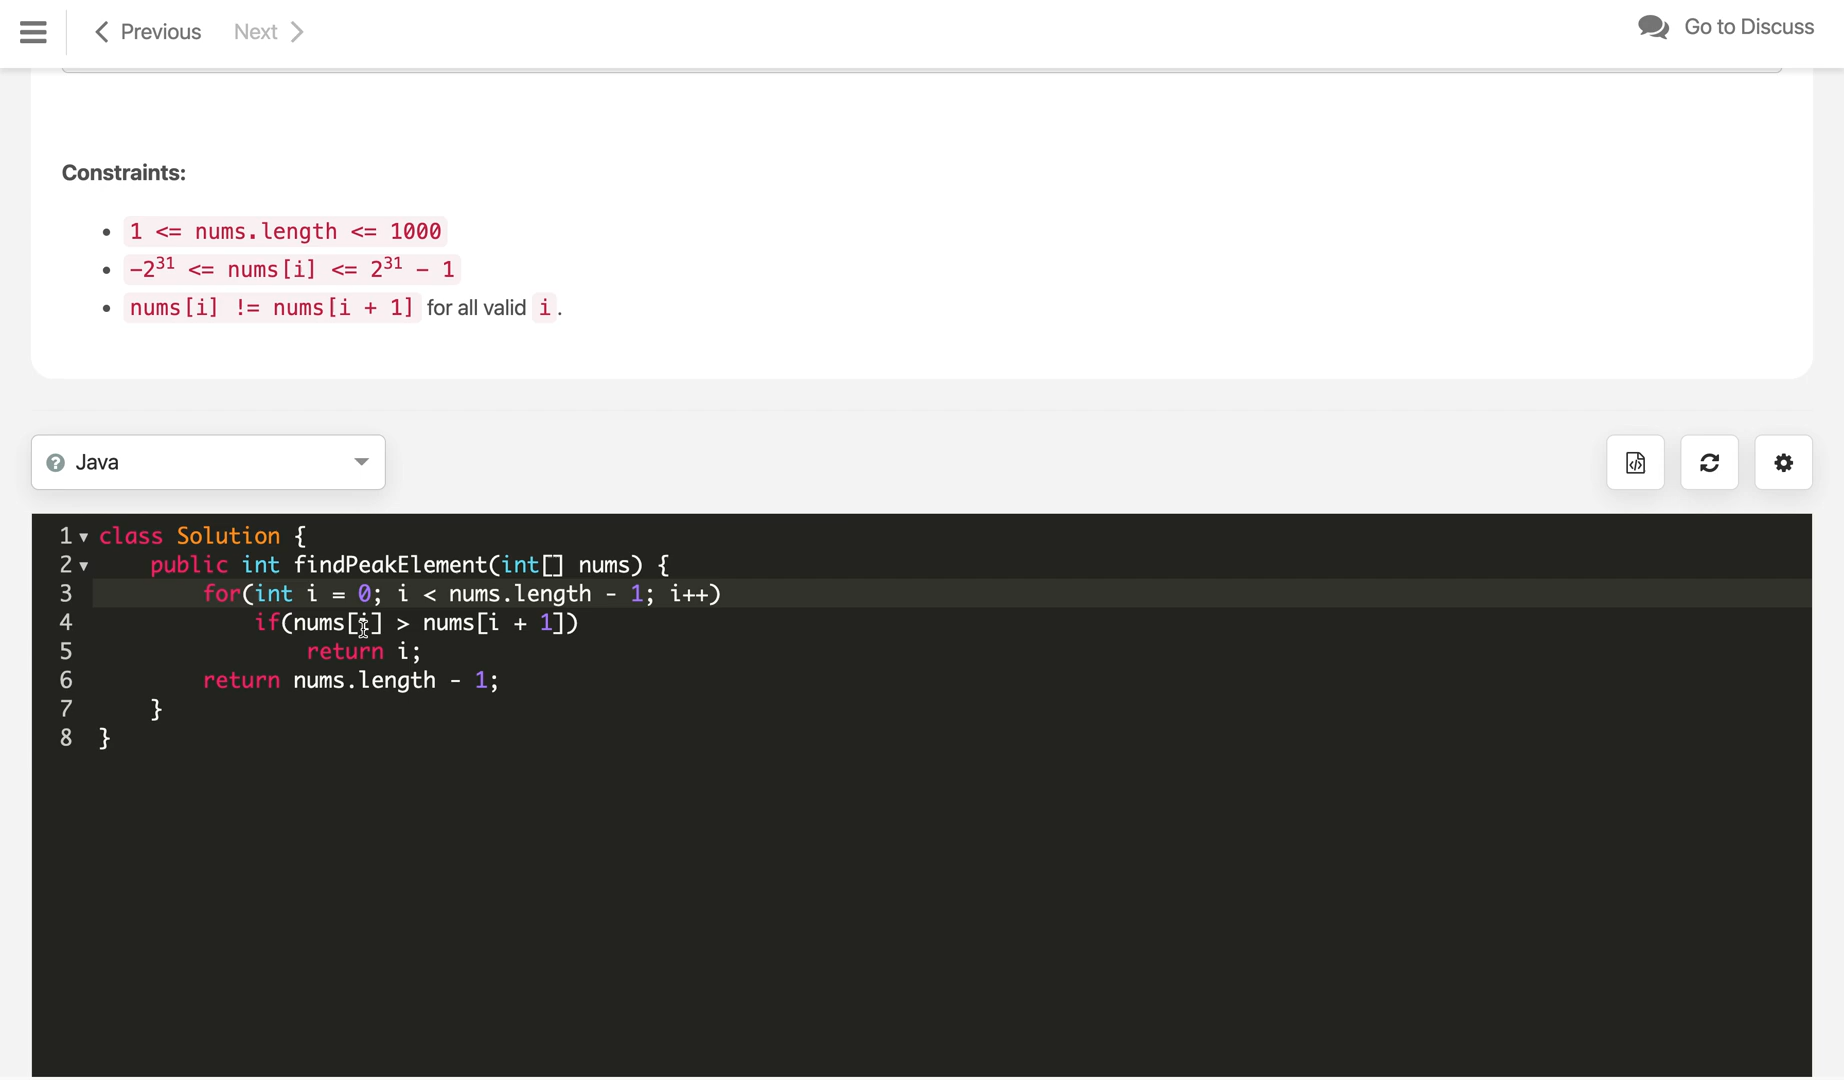 Previous Next Go to Discuss
Constraints:
1 <= nums.length <= 1000
-2³¹ <= nums[i] <= 2³¹ - 1
nums[i] != nums[i + 1] for all valid i.
Java
1 class Solution {
2 public int findPeakElement(int[] nums) {
3 for(int i = 0; i < nums.length - 1; i++)
4 if(nums[i] > nums[i + 1])
5 return i;
6 return nums.length - 1;
7 }
8 }